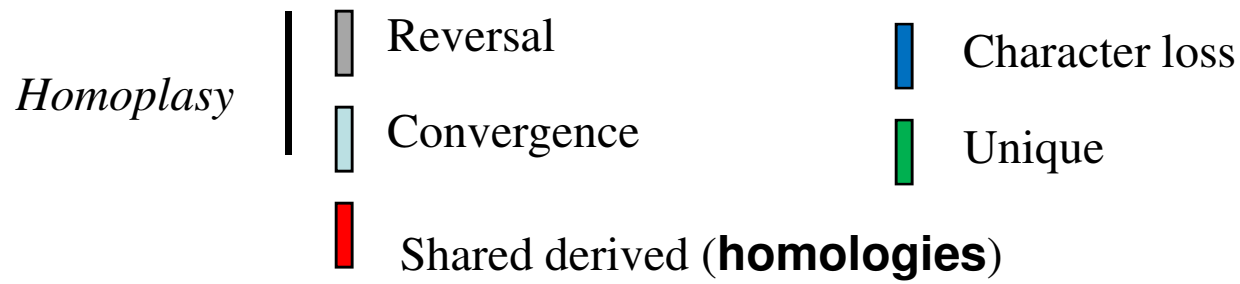 Homoplasy
Reversal
Convergence
Shared derived (homologies)
Character loss
Unique